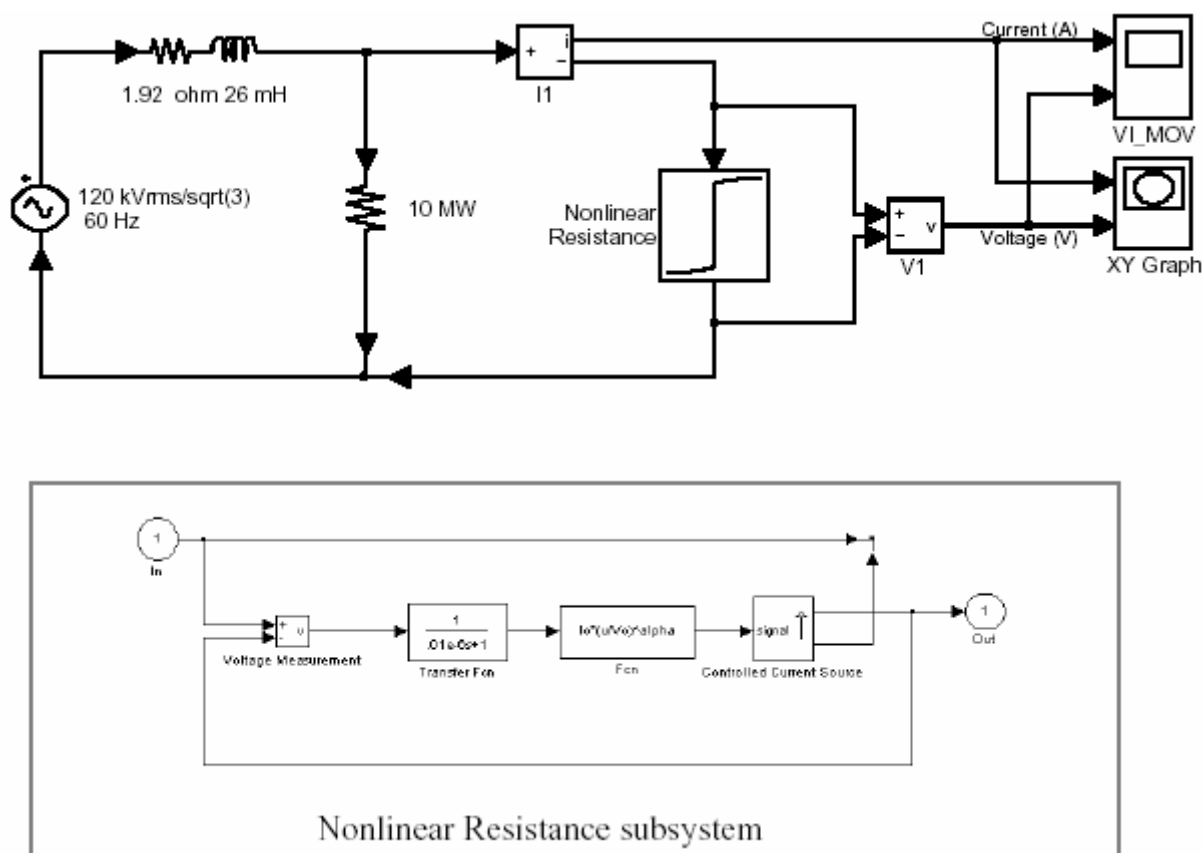 Current (A)
+
i
−
I1
1.92 ohm 26 mH
VI_MOV
120 kVrms/sqrt(3)
60 Hz
10 MW
Nonlinear
Resistance
+
−
v
V1
Voltage (V)
XY Graph
1
In
+
−
v
Voltage Measurement
1
.01e-6s+1
Transfer Fcn
Io*(u/Vo)^alpha
Fcn
signal
Controlled Current Source
1
Out
Nonlinear Resistance subsystem